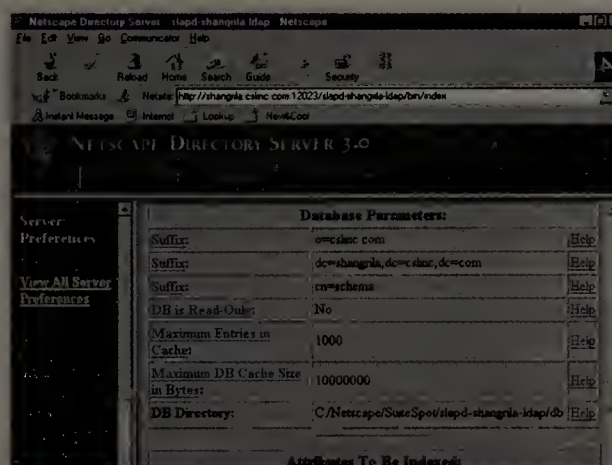 Netscape Directory Server slapd-shangrila ldap Netscape
File Edit View Go Communicator Help
Back Reload Home Search Guide Security
Bookmarks Netsite: http://shangrila.cslinc.com:12023/slapd-shangrila-ldap/bin/index
Instant Message Internet Lookup New&Cool
NETSCAPE DIRECTORY SERVER 3.0
Server Preferences
View All Server Preferences
Database Parameters:
Suffix: o=cslinc.com Help
Suffix: dc=shangrila,dc=cslinc,dc=com Help
Suffix: cn=schema Help
DB is Read-Only: No Help
Maximum Entries in Cache: 1000 Help
Maximum DB Cache Size in Bytes: 10000000 Help
DB Directory: C:/Netscape/SuiteSpot/slapd-shangrila-ldap/db Help
Attributes To Be Indexed: